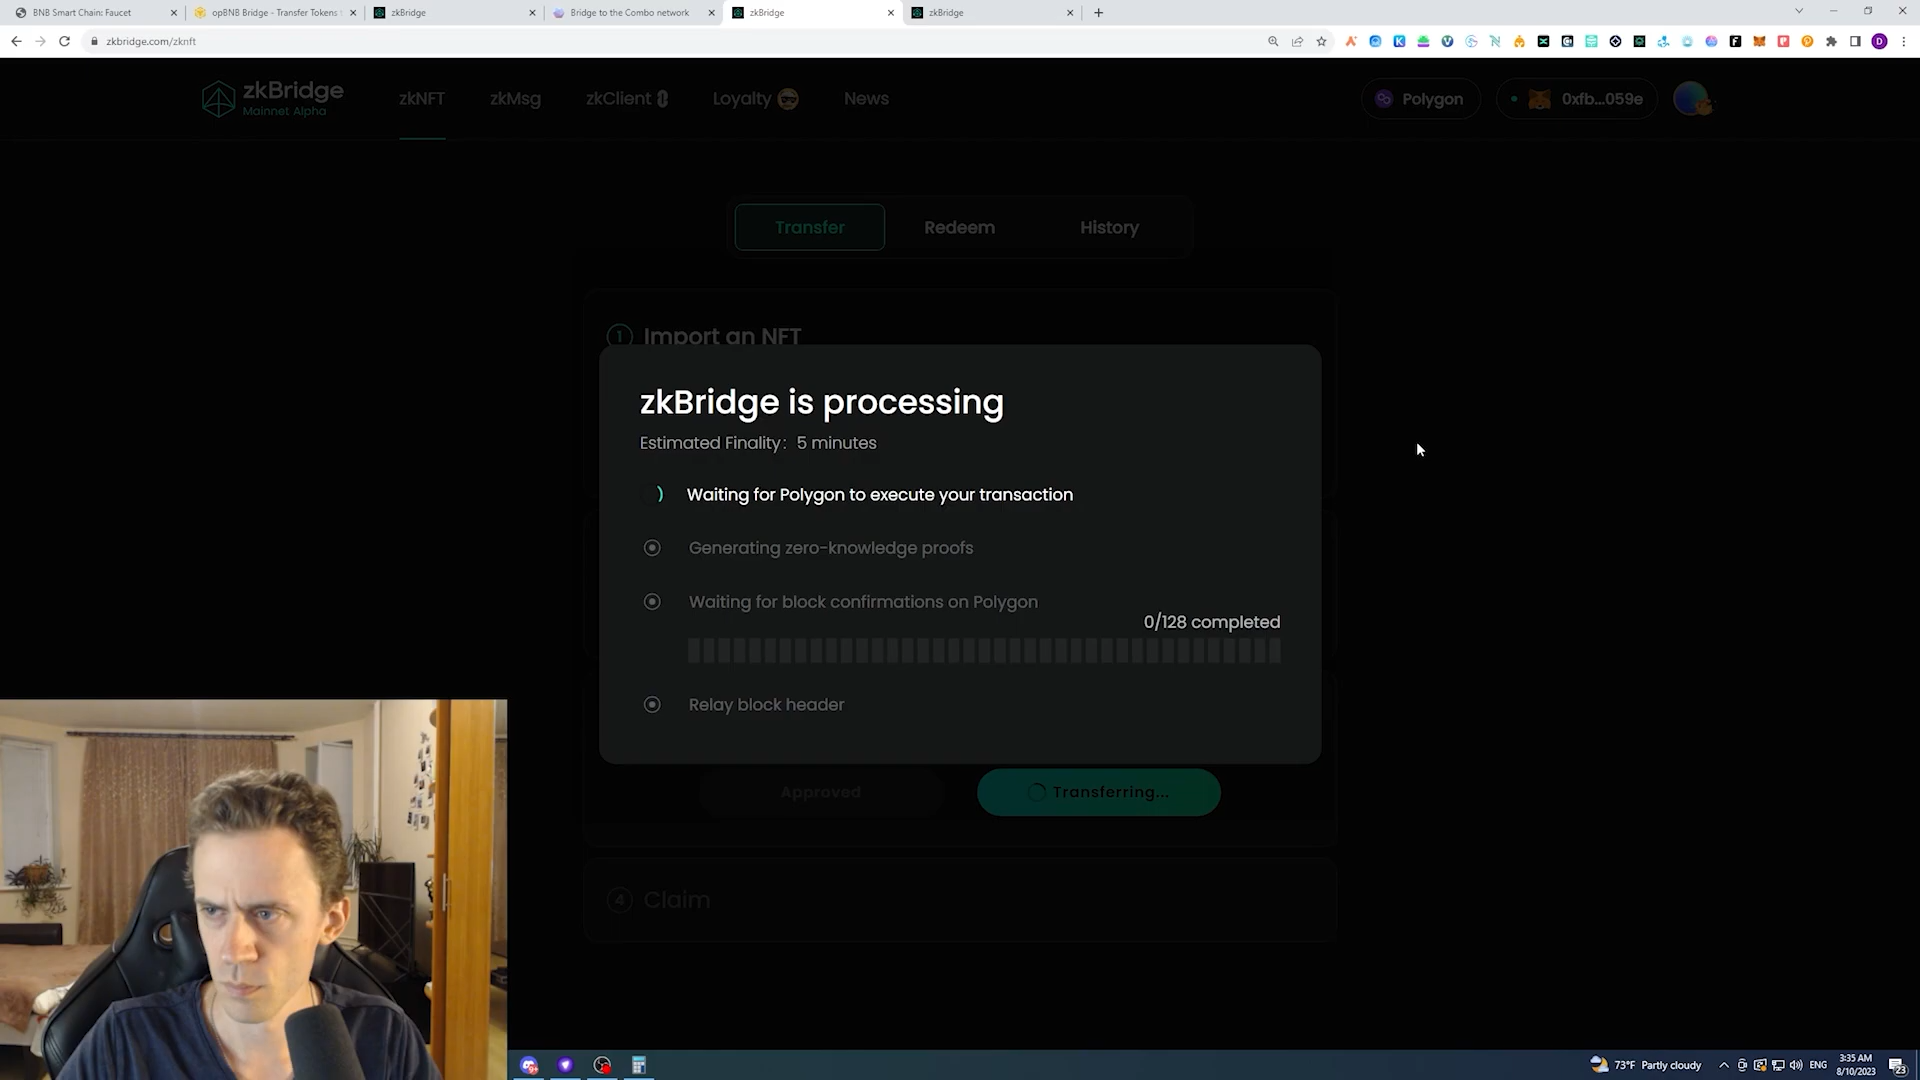 BNB Smart Chain: Faucet
opBNB Bridge - Transfer Tokens
zkBridge
Bridge to the Combo network
zkBridge
zkBridge
zkbridge.com/zknft
zkBridge
Mainnet Alpha
zkNFT
zkMsg
zkClient
Loyalty
News
Polygon
0xfb...059e
Transfer
Redeem
History
1 Import an NFT
zkBridge is processing
Estimated Finality: 5 minutes
Waiting for Polygon to execute your transaction
Generating zero-knowledge proofs
Waiting for block confirmations on Polygon
0/128 completed
Relay block header
Approved
Transferring...
4 Claim
73°F Partly cloudy
ENG
3:35 AM
8/10/2023
23